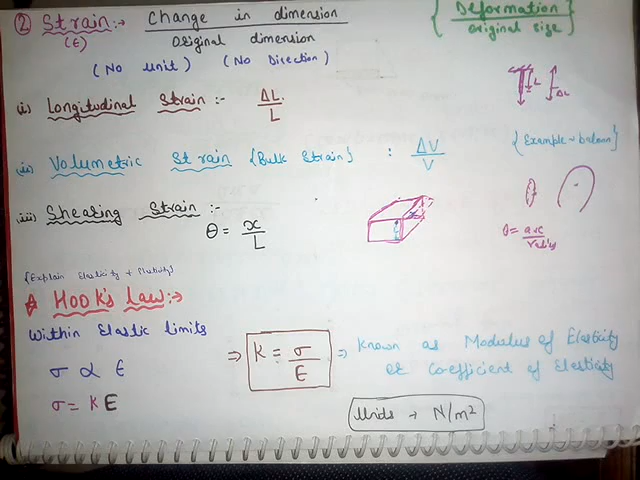 ② Strain :- Change in dimension / Original dimension
(ε)
{ Deformation / original size }
(No Unit) (No Direction)
(i) Longitudinal Strain :- ΔL / L
L ΔL
(ii) Volumetric Strain {Bulk Strain} : ΔV / V
{Example → baloon}
(iii) Shearing Strain :-
θ = x / L
θ = arc / radius
{Explain Elasticity & Plasticity}
HOOK's LAW :→
Within Elastic limits
σ ∝ ε
σ = K E
⇒ K = σ / E ⇒ Known as Modulus of Elasticity
or Coefficient of Elasticity
Units → N/m²